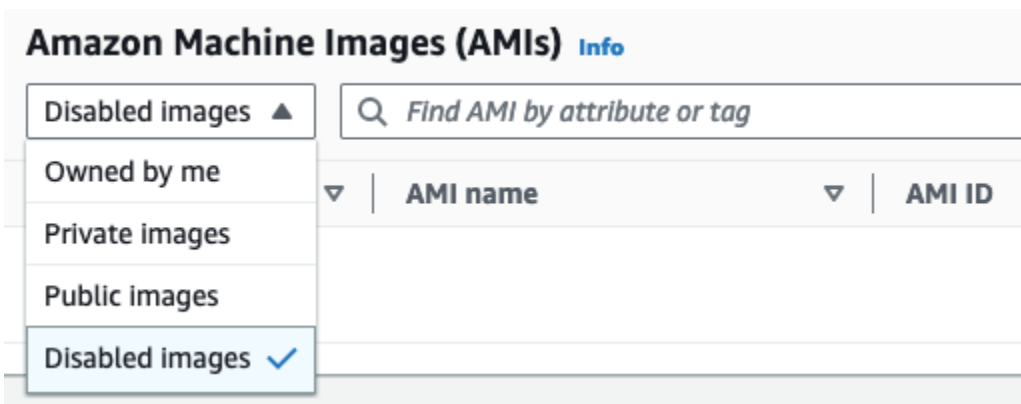 Amazon Machine Images (AMIs) Info
Disabled images Find AMI by attribute or tag
Owned by me
AMI name AMI ID
Private images
Public images
Disabled images